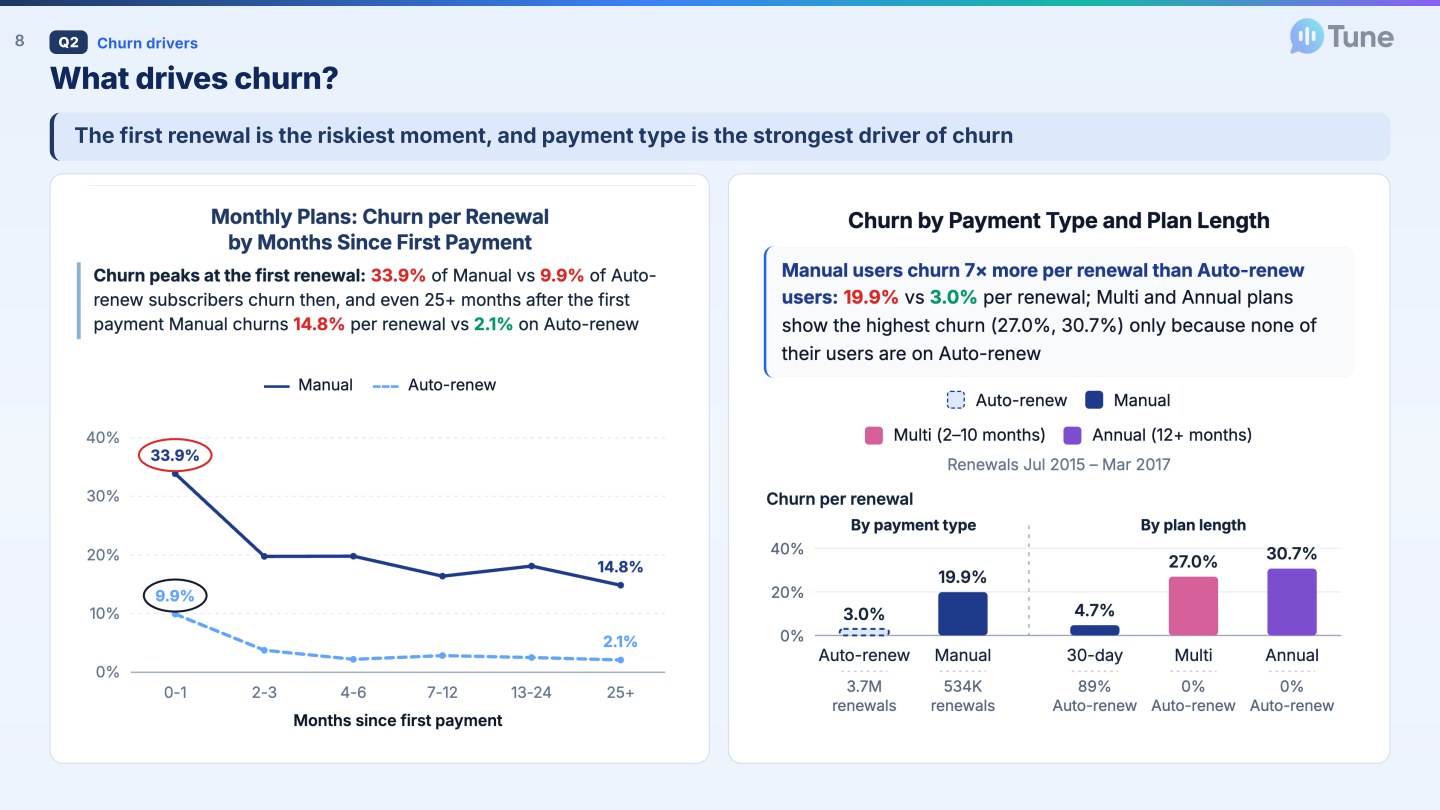 8
Q2 Churn drivers
Tune
What drives churn?
The first renewal is the riskiest moment, and payment type is the strongest driver of churn
Monthly Plans: Churn per Renewal
by Months Since First Payment
Churn peaks at the first renewal: 33.9% of Manual vs 9.9% of Auto-
renew subscribers churn then, and even 25+ months after the first
payment Manual churns 14.8% per renewal vs 2.1% on Auto-renew
Manual Auto-renew
40%
33.9%
30%
20%
14.8%
9.9%
10%
2.1%
0%
0-1 2-3 4-6 7-12 13-24 25+
Months since first payment
Churn by Payment Type and Plan Length
Manual users churn 7× more per renewal than Auto-renew
users: 19.9% vs 3.0% per renewal; Multi and Annual plans
show the highest churn (27.0%, 30.7%) only because none of
their users are on Auto-renew
Auto-renew Manual
Multi (2–10 months) Annual (12+ months)
Renewals Jul 2015 – Mar 2017
Churn per renewal
By payment type By plan length
40% 30.7%
27.0%
19.9%
20%
3.0% 4.7%
0%
Auto-renew Manual 30-day Multi Annual
3.7M 534K 89% 0% 0%
renewals renewals Auto-renew Auto-renew Auto-renew